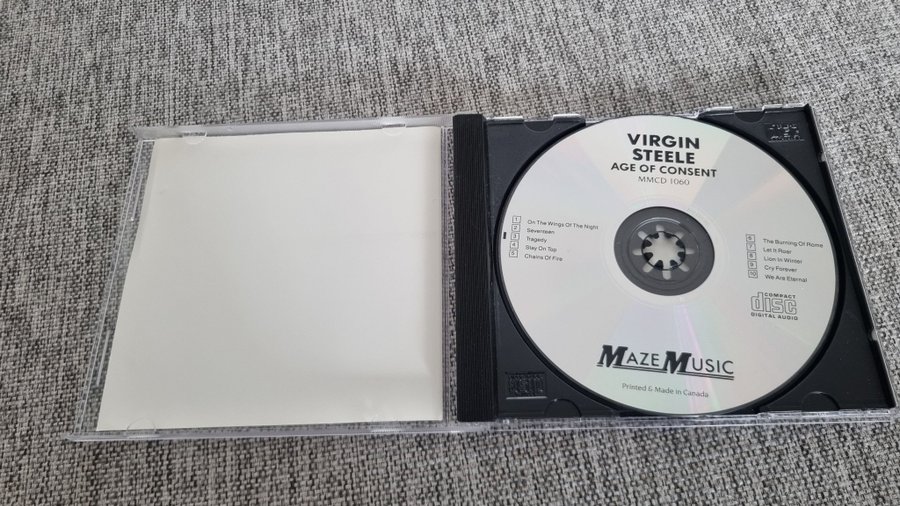 VIRGIN
STEELE
AGE OF CONSENT
MMCD 1060
1 On The Wings Of The Night
2 Seventeen
3 Tragedy
4 Stay On Top
5 Chains Of Fire
6 The Burning Of Rome
7 Let It Roar
8 Lion In Winter
9 Cry Forever
10 We Are Eternal
COMPACT
disc
DIGITAL AUDIO
MAZE MUSIC
Printed & Made in Canada